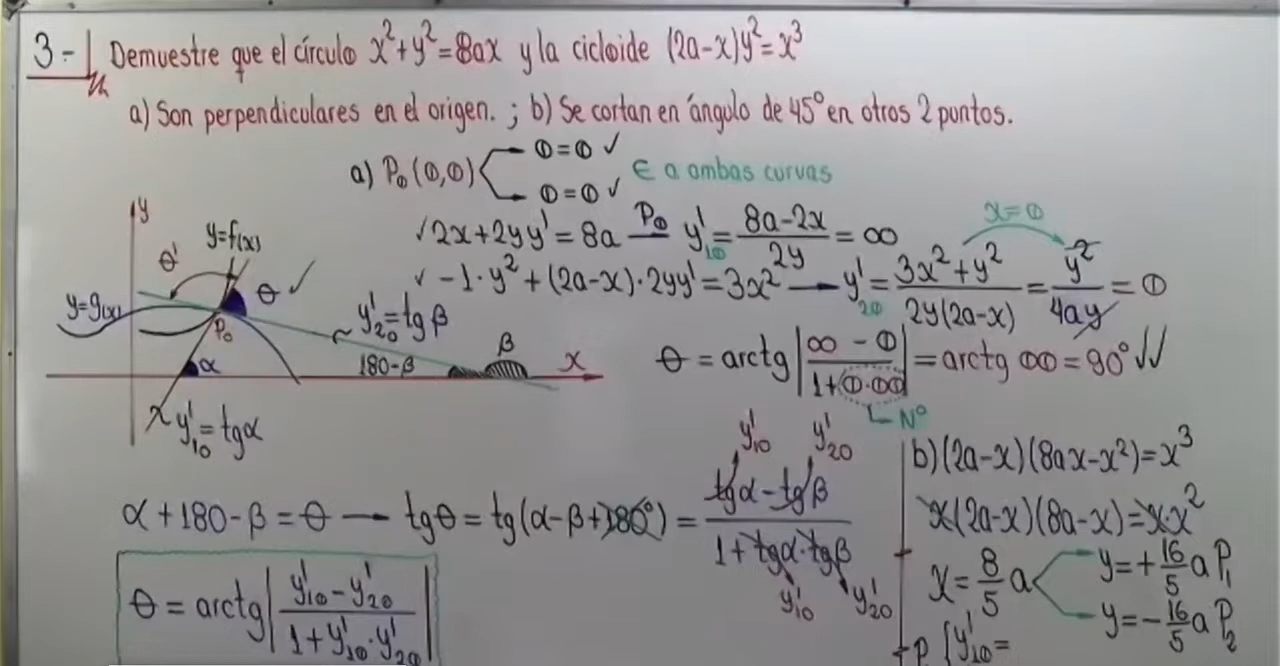 3-| Demuestre que el círculo x²+y²=8ax y la cicloide (2a-x)y²=x³
a) Son perpendiculares en el origen. ; b) Se cortan en ángulo de 45° en otros 2 puntos.
a) P₀(0,0)
0=0 ✓
0=0 ✓
∈ a ambas curvas
✓ 2x+2yy'=8a —P₀— y'₁₀ = (8a-2x)/2y = ∞
x=0
✓ -1·y²+(2a-x)·2yy'=3x² — y'₂₀ = (3x²+y²)/(2y(2a-x)) = y²/4ay = 0
θ = arctg|(∞-0)/(1+0·∞)| = arctg ∞ = 90° ✓✓
N°
y
y=f(x)
θ'
θ ✓
y=g(x)
P₀
y'₂₀=tgβ
α
180-β
β
x
y'₁₀=tgα
α+180-β=θ — tgθ=tg(α-β+180°) = (tgα-tgβ)/(1+tgα·tgβ)
y'₁₀ y'₂₀
y'₁₀ y'₂₀
θ = arctg|(y'₁₀-y'₂₀)/(1+y'₁₀·y'₂₀)|
b) (2a-x)(8ax-x²)=x³
x(2a-x)(8a-x)=x·x²
x=8/5 a
y=+16/5 a P₁
y=-16/5 a P₂
P { y'₁₀=